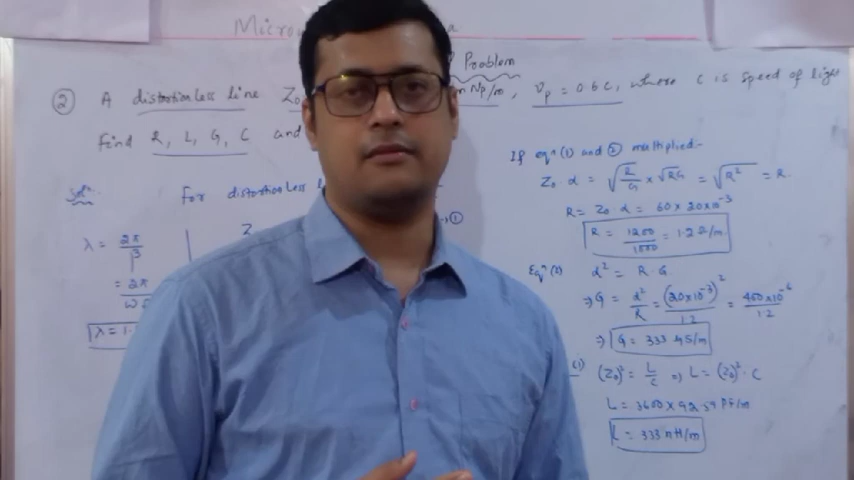 Micro
Problem
② A distortionless line Z₀ Np/m, Vp = 0.6C, where C is speed of light
Find R, L, G, C and
Solⁿ: For distortionless
λ = 2π/β
= 2π/
λ = 1.
→①
If eqⁿ (1) and ② multiplied:-
Z₀ α = √(R/G) × √RG = √R² = R.
R = Z₀ α = 60 × 20×10⁻³
R = 1200/1000 = 1.2 Ω/m
Eqⁿ (2) α² = R.G.
⇒ G = α²/R = (20×10⁻³)²/1.2 = 400×10⁻⁶/1.2
⇒ G = 333 μS/m
(1) (Z₀)² = L/C ⇒ L = (Z₀)².C
L = 3600 × 92.59 PF/m
L = 333 nH/m